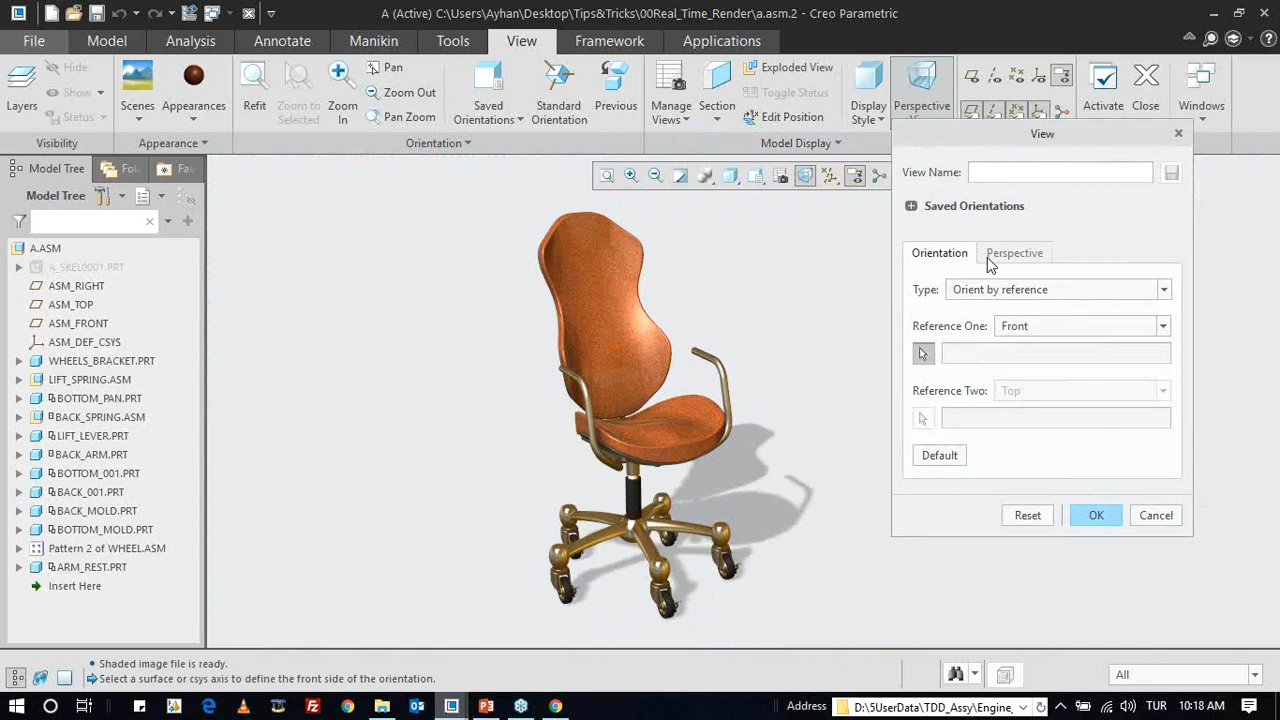 A (Active) C:\Users\Ayhan\Desktop\Tips&Tricks\00Real_Time_Render\a.asm.2 - Creo Parametric
File Model Analysis Annotate Manikin Tools View Framework Applications
Hide
Show
Status
Layers
Visibility
Scenes
Appearances
Appearance
Refit
Zoom to Selected
Zoom In
Pan
Zoom Out
Pan Zoom
Saved Orientations
Standard Orientation
Previous
Orientation
Manage Views
Section
Exploded View
Toggle Status
Edit Position
Display Style
Perspective
Model Display
Activate
Close
Windows
Model Tree
Fol
Fav
Model Tree
A.ASM
A_SKEL0001.PRT
ASM_RIGHT
ASM_TOP
ASM_FRONT
ASM_DEF_CSYS
WHEELS_BRACKET.PRT
LIFT_SPRING.ASM
BOTTOM_PAN.PRT
BACK_SPRING.ASM
LIFT_LEVER.PRT
BACK_ARM.PRT
BOTTOM_001.PRT
BACK_001.PRT
BACK_MOLD.PRT
BOTTOM_MOLD.PRT
Pattern 2 of WHEEL.ASM
ARM_REST.PRT
Insert Here
View
View Name:
Saved Orientations
Orientation Perspective
Type: Orient by reference
Reference One: Front
Reference Two: Top
Default
Reset OK Cancel
• Shaded image file is ready.
Select a surface or csys axis to define the front side of the orientation.
All
Address D:\5UserData\TDD_Assy\Engine_
TUR 10:18 AM